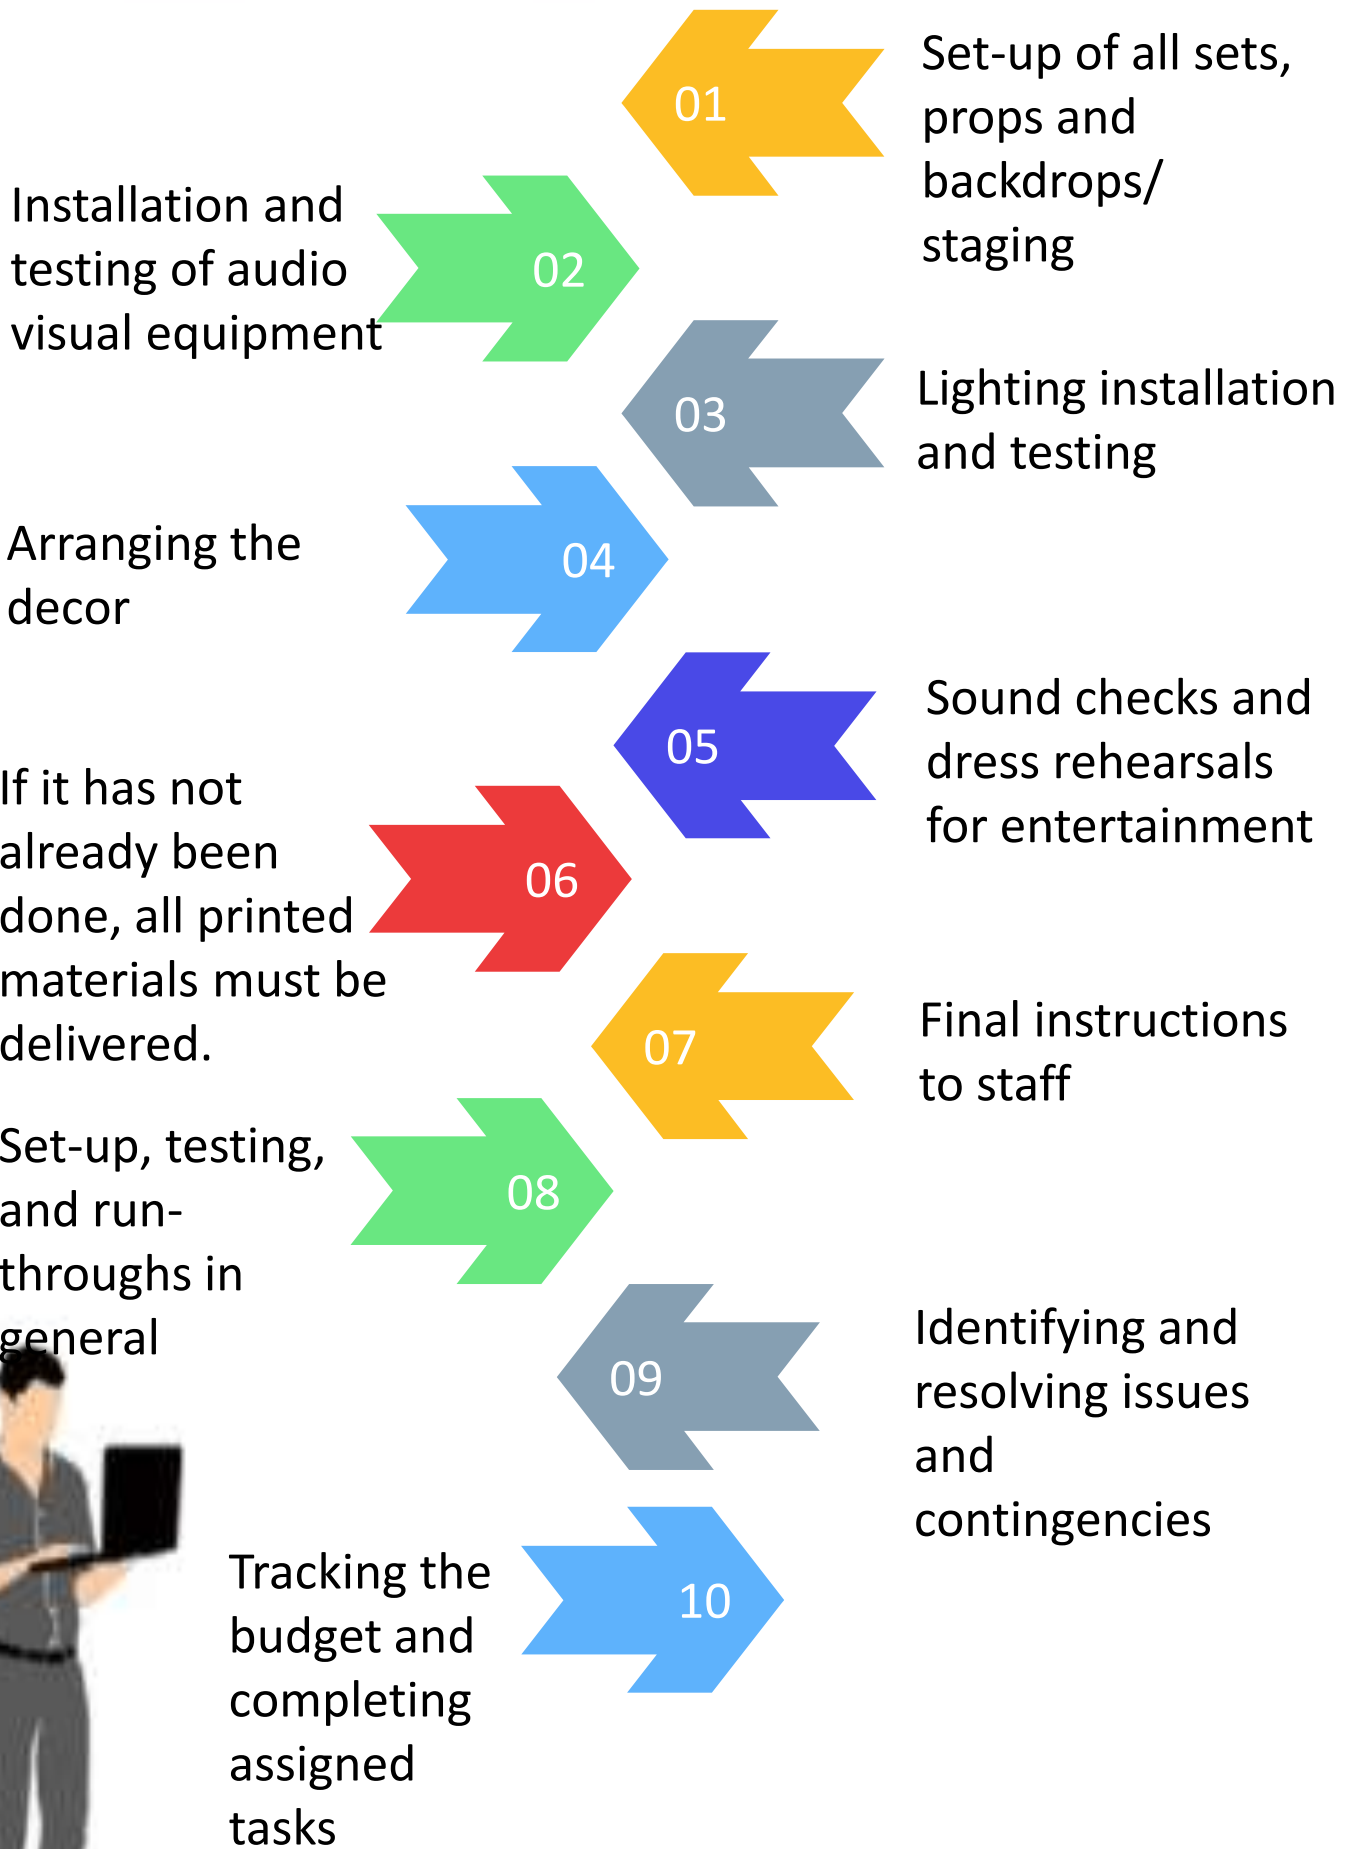 01
Set-up of all sets,
props and
backdrops/
staging
Installation and
testing of audio
visual equipment
02
03
Lighting installation
and testing
Arranging the
decor
04
05
Sound checks and
dress rehearsals
for entertainment
If it has not
already been
done, all printed
materials must be
delivered.
06
07
Final instructions
to staff
Set-up, testing,
and run-
throughs in
general
08
09
Identifying and
resolving issues
and
contingencies
Tracking the
budget and
completing
assigned
tasks
10